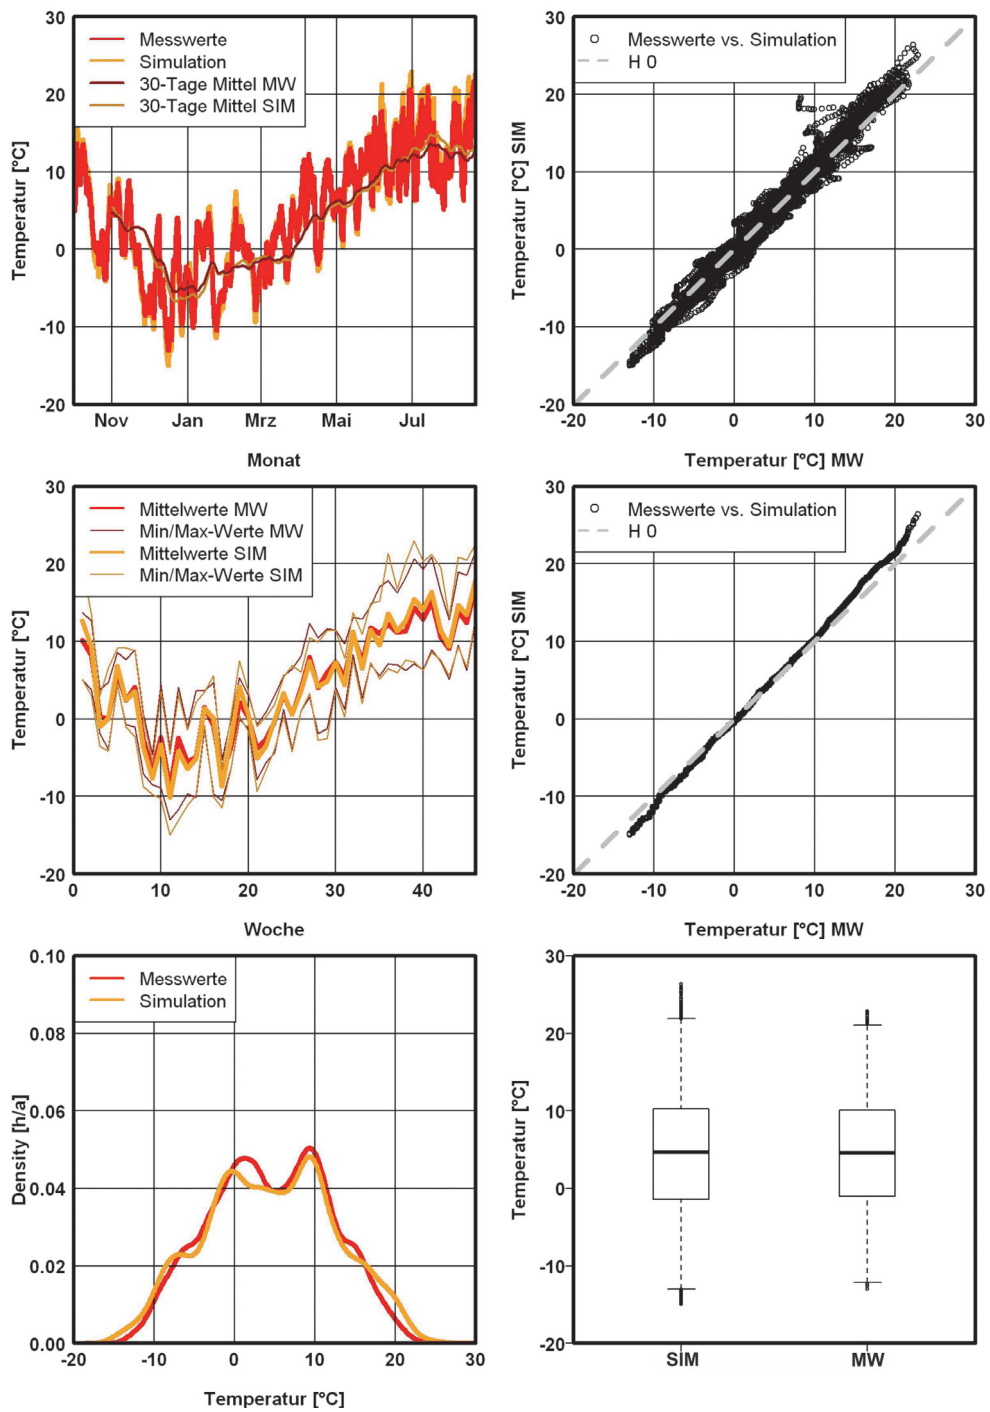 30
20
10
0
-10
-20
Temperatur [°C]
Messwerte
Simulation
30-Tage Mittel MW
30-Tage Mittel SIM
Nov Jan Mrz Mai Jul
Monat
30
20
10
0
-10
-20
Temperatur [°C] SIM
Messwerte vs. Simulation
H 0
-20 -10 0 10 20 30
Temperatur [°C] MW
30
20
10
0
-10
-20
Temperatur [°C]
Mittelwerte MW
Min/Max-Werte MW
Mittelwerte SIM
Min/Max-Werte SIM
0 10 20 30 40
Woche
30
20
10
0
-10
-20
Temperatur [°C] SIM
Messwerte vs. Simulation
H 0
-20 -10 0 10 20 30
Temperatur [°C] MW
0.10
0.08
0.06
0.04
0.02
0.00
Density [h/a]
Messwerte
Simulation
-20 -10 0 10 20 30
Temperatur [°C]
30
20
10
0
-10
-20
Temperatur [°C]
SIM MW